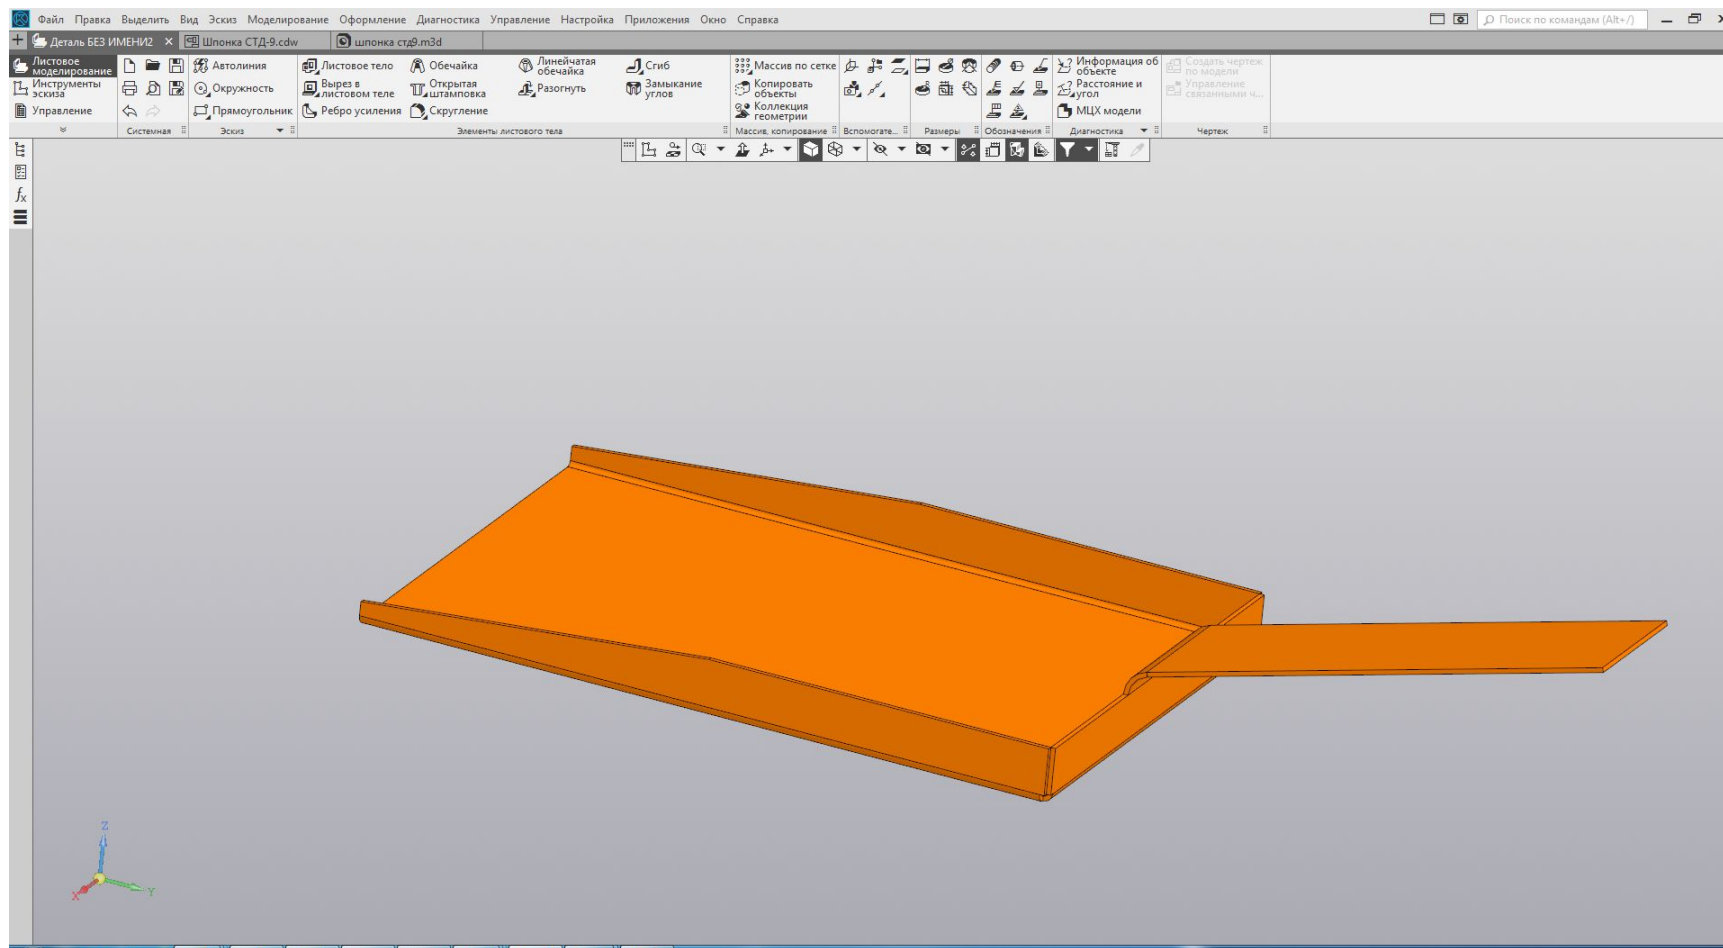 Файл Правка Выделить Вид Эскиз Моделирование Оформление Диагностика Управление Настройка Приложения Окно Справка
Поиск по командам (Alt+/)
Деталь БЕЗ ИМЕНИ2
Шпонка СТД-9.cdw
шпонка стд9.m3d
Листовое моделирование
Инструменты эскиза
Управление
Системная
Автолиния
Окружность
Прямоугольник
Эскиз
Листовое тело
Вырез в листовом теле
Ребро усиления
Обечайка
Открытая штамповка
Скругление
Линейчатая обечайка
Разогнуть
Сгиб
Замыкание углов
Элементы листового тела
Массив по сетке
Копировать объекты
Коллекция геометрии
Массив, копирование
Вспомогате...
Размеры
Обозначения
Информация об объекте
Расстояние и угол
МЦХ модели
Диагностика
Создать чертеж по модели
Управление связанными ч...
Чертеж
fx
Z
X
Y